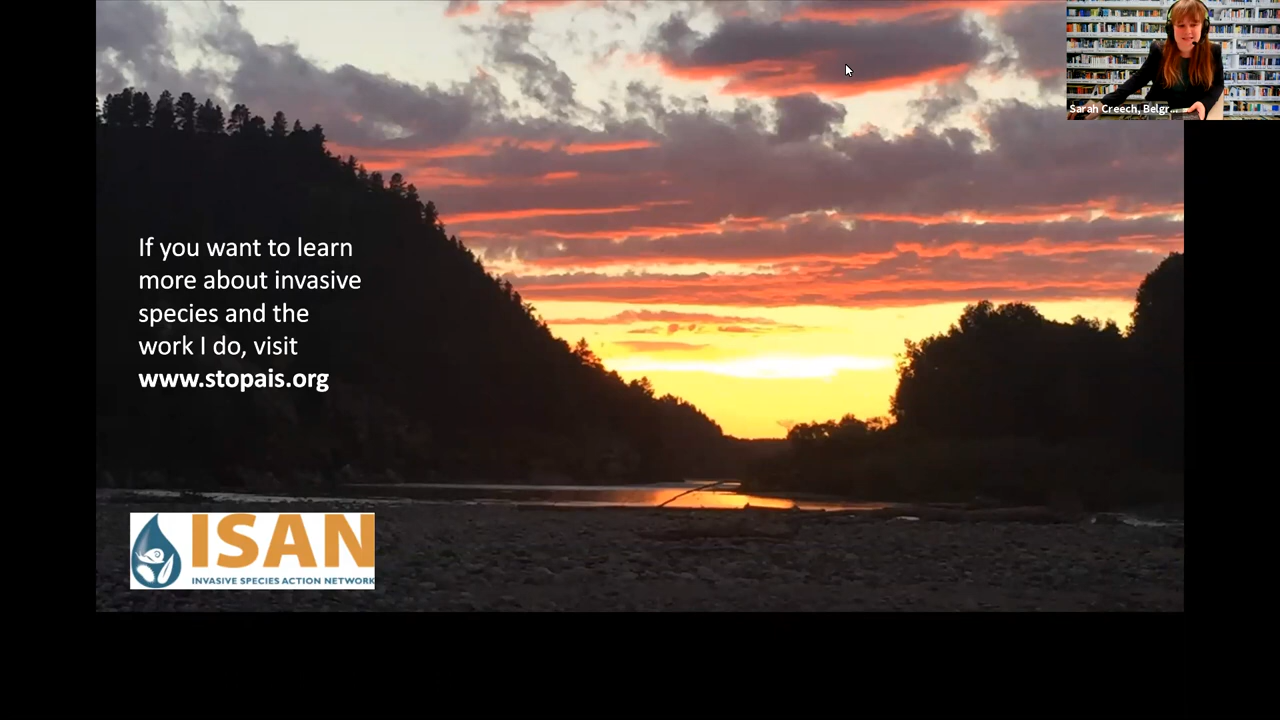 Sarah Creech, Belgr...
If you want to learn
more about invasive
species and the
work I do, visit
www.stopais.org
ISAN
INVASIVE SPECIES ACTION NETWORK